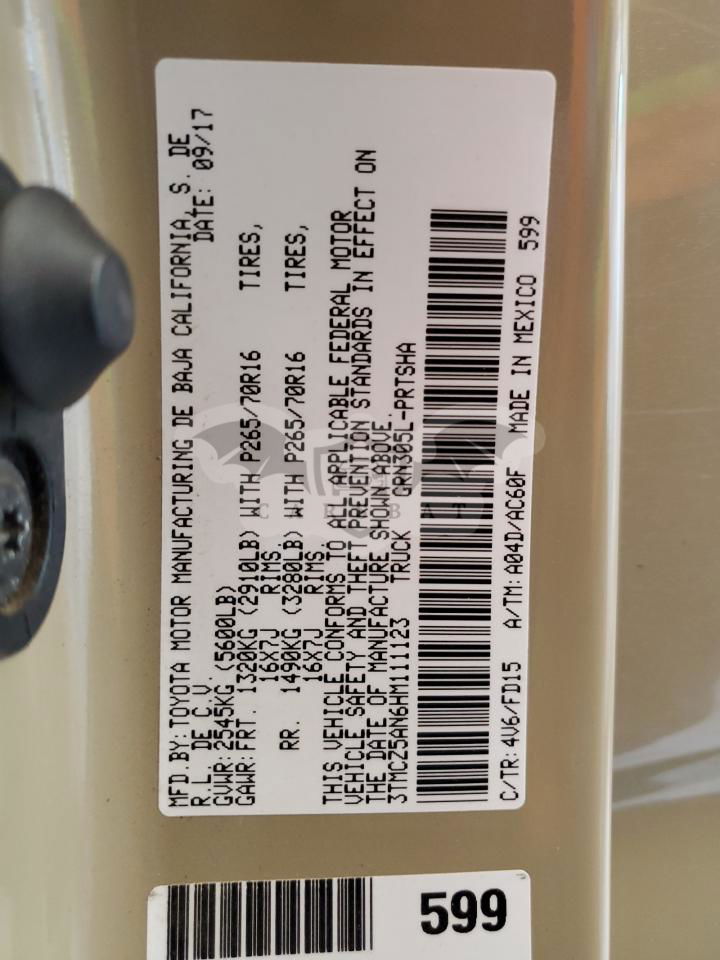 MFD.BY:TOYOTA MOTOR MANUFACTURING DE BAJA CALIFORNIA, S. DE
R.L. DE C.V. DATE: 09/17
GVWR:2545KG (5600LB)
GAWR:FRT. 1320KG (2910LB) WITH P265/70R16 TIRES,
16X7J RIMS.
RR. 1490KG (3280LB) WITH P265/70R16 TIRES,
16X7J RIMS.
THIS VEHICLE CONFORMS TO ALL APPLICABLE FEDERAL MOTOR
VEHICLE SAFETY AND THEFT PREVENTION STANDARDS IN EFFECT ON
THE DATE OF MANUFACTURE SHOWN ABOVE.
3TMCZ5AN6HM111123 TRUCK GRN305L-PRTSHA
C/TR:4V6/FD15 A/TM:A04D/AC60F MADE IN MEXICO 599
599